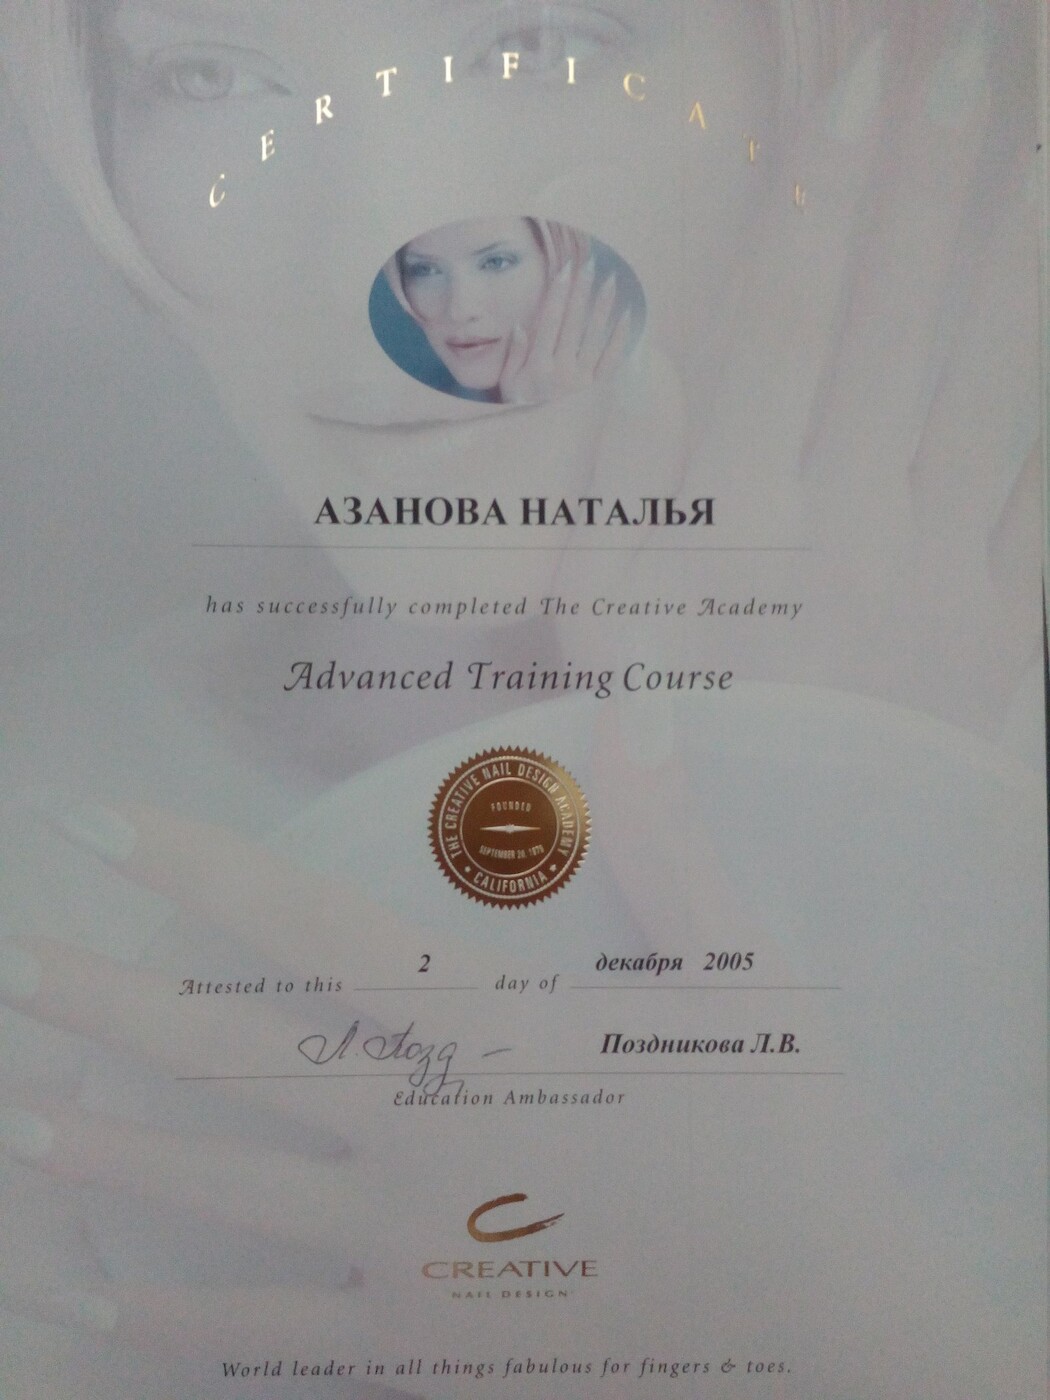 CERTIFICATE
АЗАНОВА НАТАЛЬЯ
has successfully completed The Creative Academy
Advanced Training Course
THE CREATIVE NAIL DESIGN ACADEMY
FOUNDED
SEPTEMBER 26, 1979
• CALIFORNIA •
2 декабря 2005
Attested to this day of
Л. Позд Поздникова Л.В.
Education Ambassador
CREATIVE
NAIL DESIGN
World leader in all things fabulous for fingers & toes.